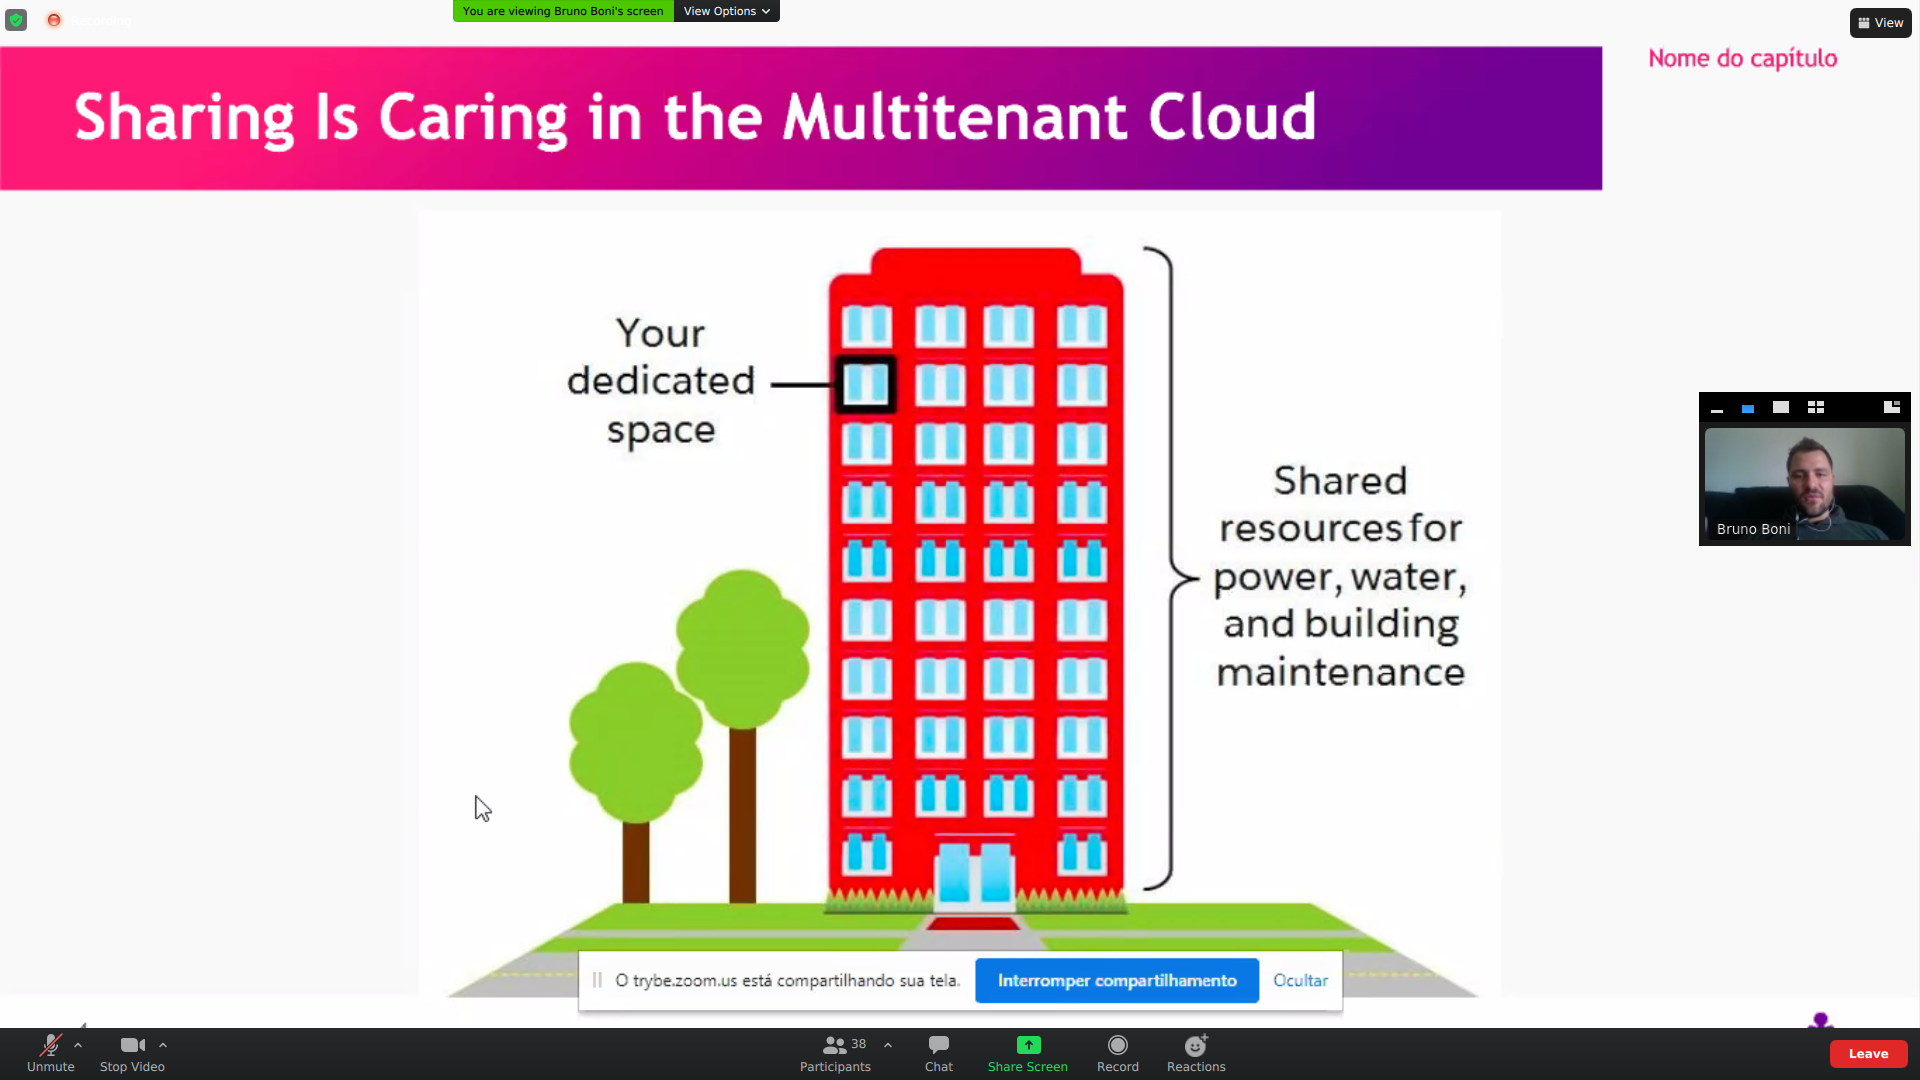 You are viewing Bruno Boni's screen
View Options
View
Nome do capítulo
Sharing Is Caring in the Multitenant Cloud
Your
dedicated
space
Shared
resources for
power, water,
and building
maintenance
Bruno Boni
O trybe.zoom.us está compartilhando sua tela.
Interromper compartilhamento
Ocultar
Unmute
Stop Video
Participants
38
Chat
Share Screen
Record
Reactions
Leave